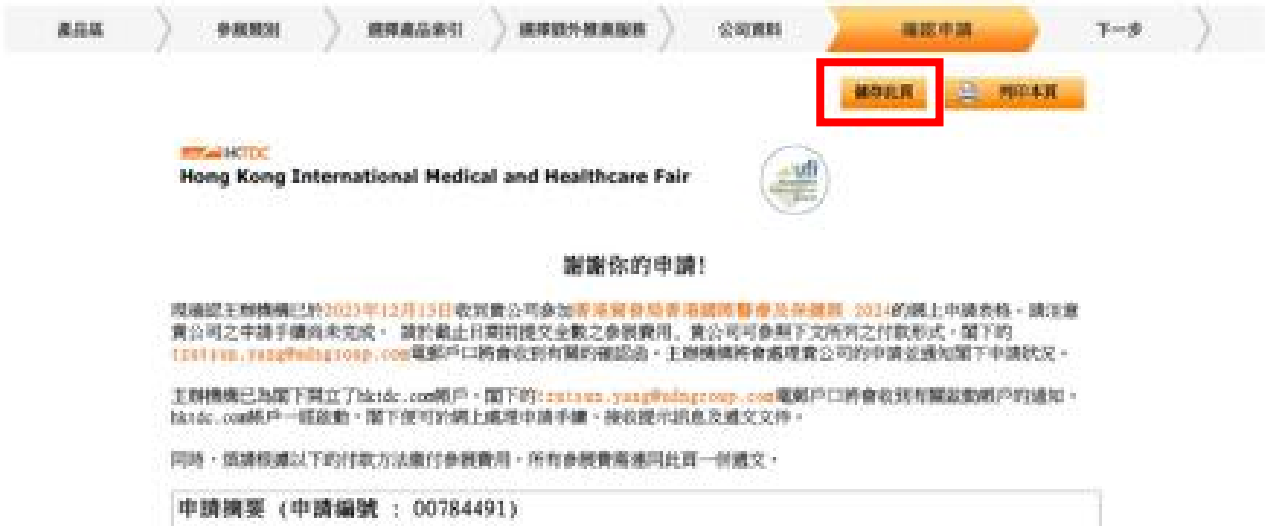 產品區 參展類別 選擇產品索引 選擇額外推廣服務 公司資料 確認申請 下一步
儲存此頁 列印本頁
HKTDC
Hong Kong International Medical and Healthcare Fair
ufi
謝謝你的申請!
現確認主辦機構已於2023年12月13日收到貴公司參加香港貿發局香港國際醫療及保健展 2024的網上申請表格。請注意
貴公司之申請手續尚未完成。 請於截止日期前提交全數之參展費用, 貴公司可參照下文所列之付款形式。閣下的
電郵戶口將會收到有關的確認函。主辦機構將會處理貴公司的申請並通知閣下申請狀況。
主辦機構已為閣下開立了hktdc.com帳戶。閣下的 電郵戶口將會收到有關啟動帳戶的通知。
hktdc.com帳戶一經啟動,閣下便可於網上處理申請手續、接收提示訊息及遞交文件。
同時,煩請根據以下的付款方法繳付參展費用,所有參展費需連同此頁一併遞交。
申請摘要 (申請編號 : 00784491)